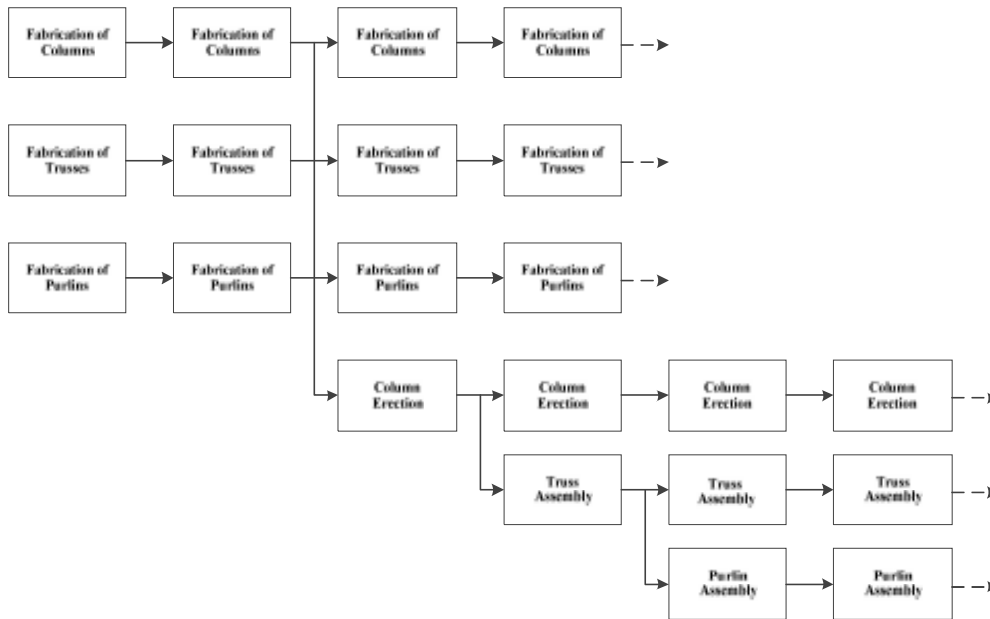 Fabrication of
Columns
Fabrication of
Columns
Fabrication of
Columns
Fabrication of
Columns
Fabrication of
Trusses
Fabrication of
Trusses
Fabrication of
Trusses
Fabrication of
Trusses
Fabrication of
Purlins
Fabrication of
Purlins
Fabrication of
Purlins
Fabrication of
Purlins
Column
Erection
Column
Erection
Column
Erection
Column
Erection
Truss
Assembly
Truss
Assembly
Truss
Assembly
Purlin
Assembly
Purlin
Assembly